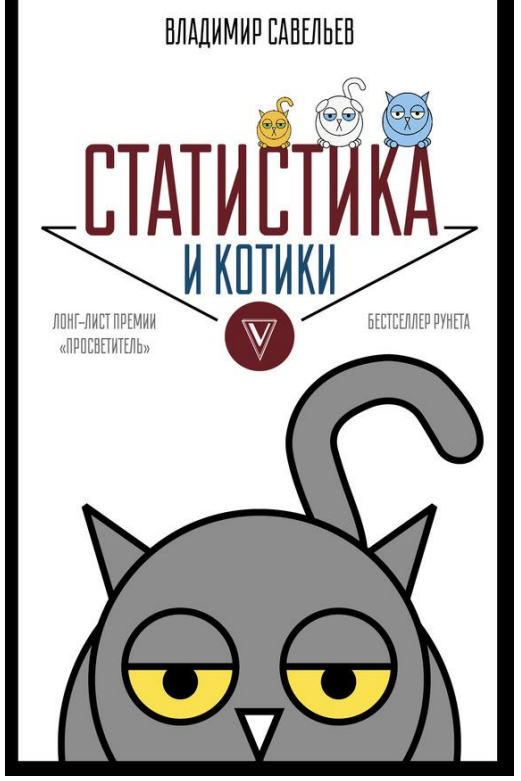 ВЛАДИМИР САВЕЛЬЕВ
СТАТИСТИКА
И КОТИКИ
ЛОНГ-ЛИСТ ПРЕМИИ
«ПРОСВЕТИТЕЛЬ»
БЕСТСЕЛЛЕР РУНЕТА
V